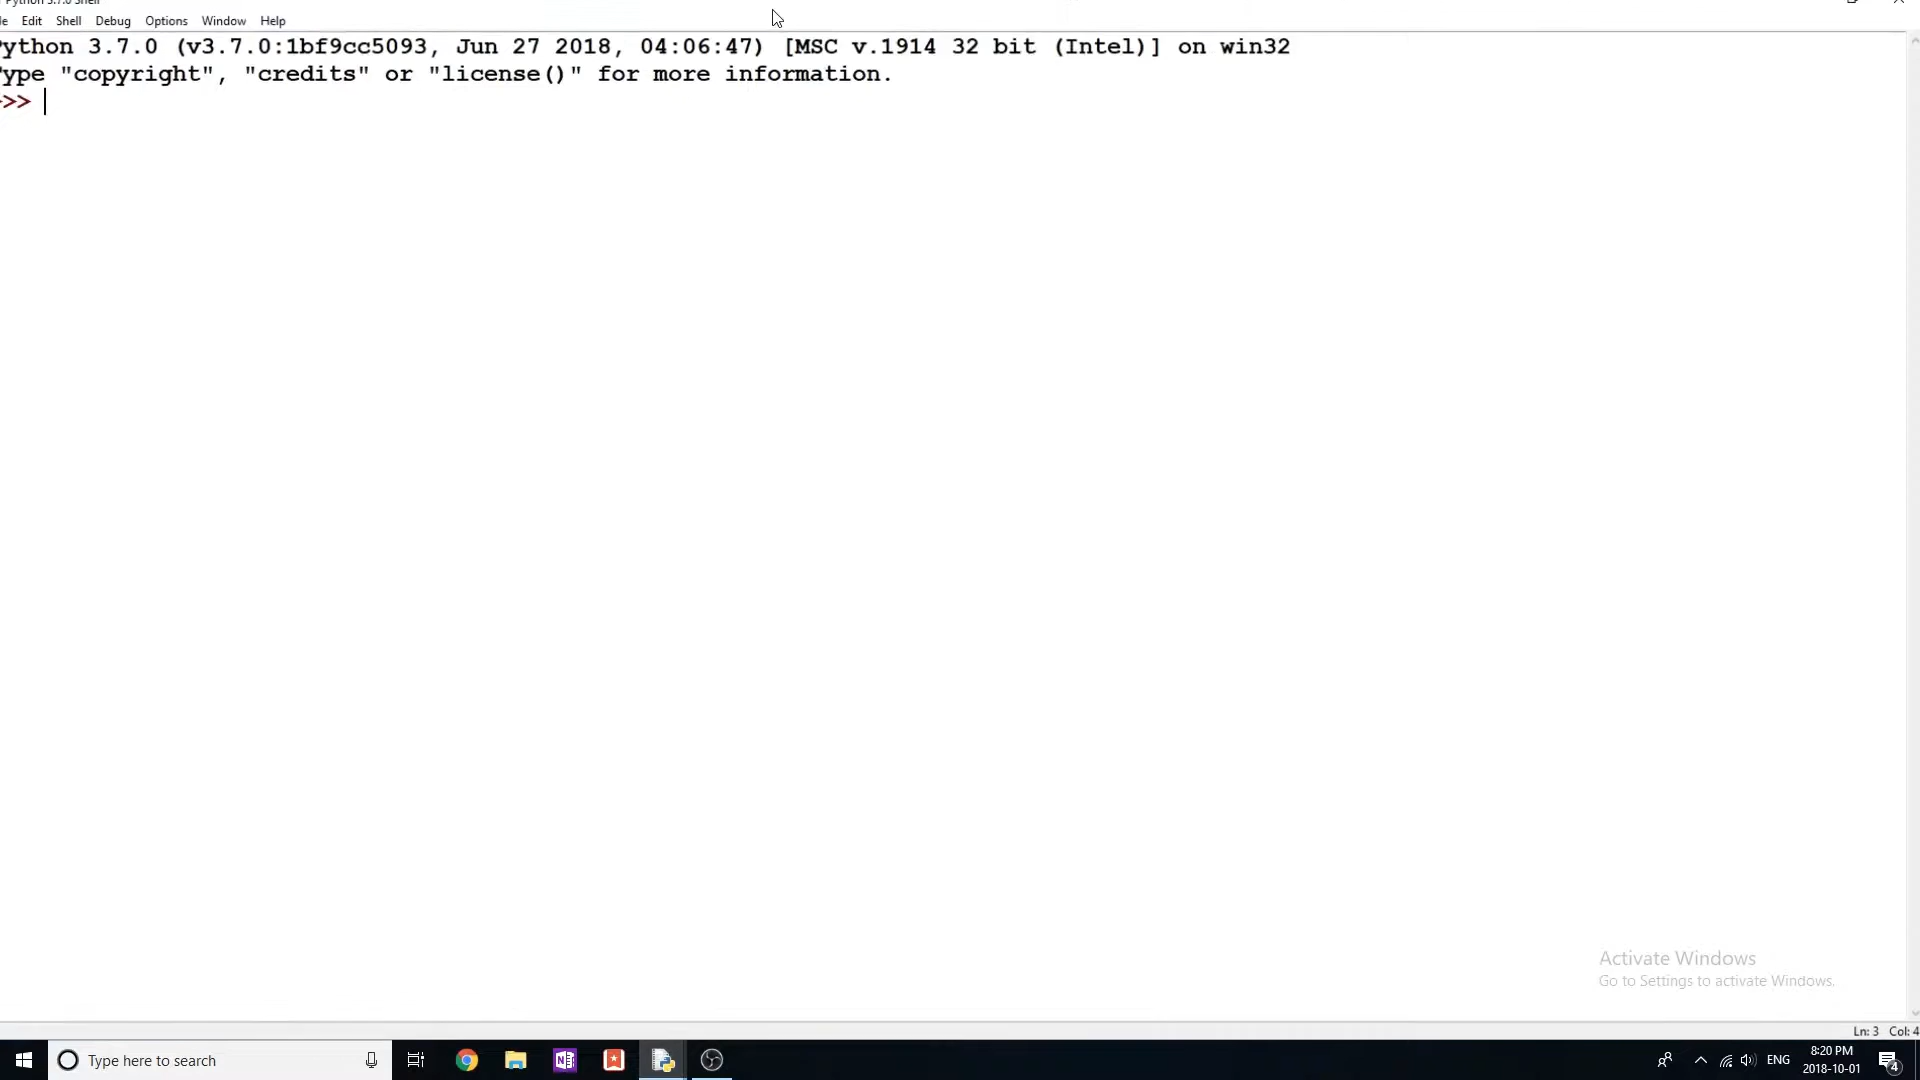 Python 3.7.0 Shell
le Edit Shell Debug Options Window Help
Python 3.7.0 (v3.7.0:1bf9cc5093, Jun 27 2018, 04:06:47) [MSC v.1914 32 bit (Intel)] on win32
Type "copyright", "credits" or "license()" for more information.
>>>
Activate Windows
Go to Settings to activate Windows.
Ln: 3 Col: 4
Type here to search
ENG
8:20 PM
2018-10-01
4